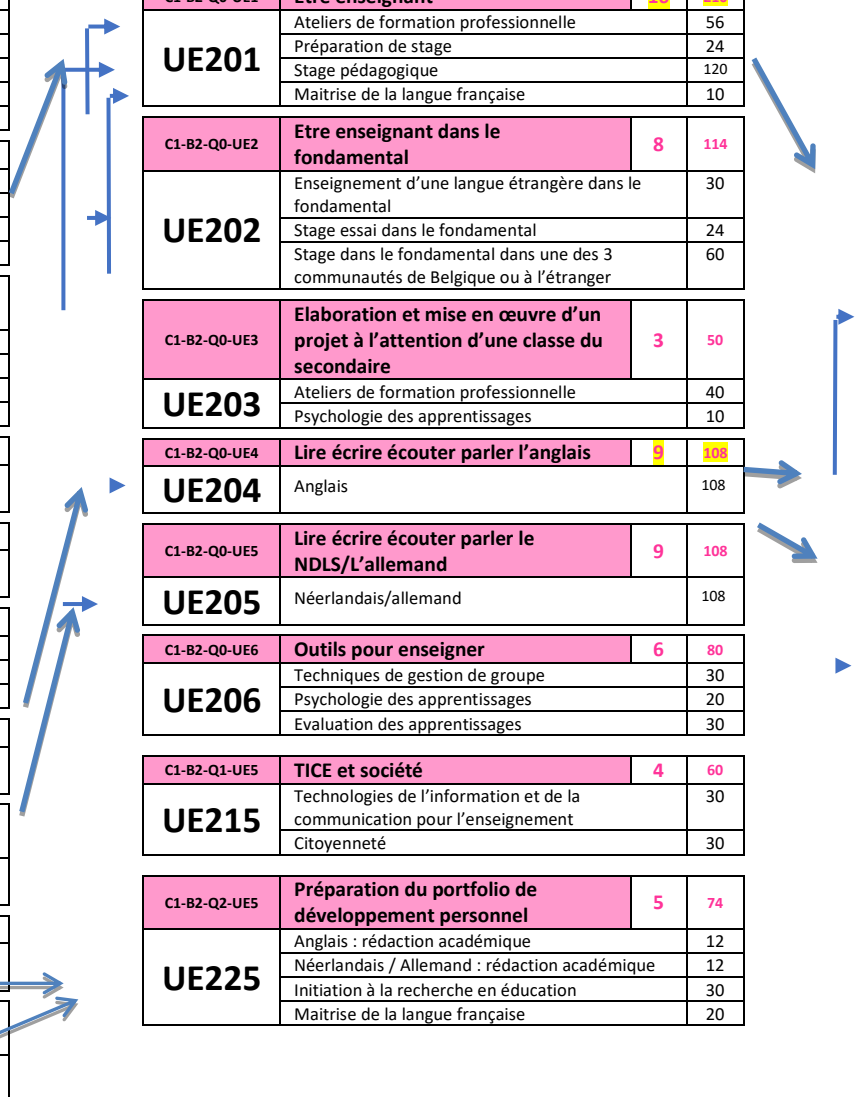 C1-B2-Q0-UE1 Etre enseignant 16 210
UE201
Ateliers de formation professionnelle 56
Préparation de stage 24
Stage pédagogique 120
Maitrise de la langue française 10
C1-B2-Q0-UE2 Etre enseignant dans le 8 114
fondamental
UE202
Enseignement d’une langue étrangère dans le 30
fondamental
Stage essai dans le fondamental 24
Stage dans le fondamental dans une des 3 60
communautés de Belgique ou à l’étranger
Elaboration et mise en œuvre d’un
C1-B2-Q0-UE3 projet à l’attention d’une classe du 3 50
secondaire
UE203
Ateliers de formation professionnelle 40
Psychologie des apprentissages 10
C1-B2-Q0-UE4 Lire écrire écouter parler l’anglais 9 108
UE204 Anglais 108
C1-B2-Q0-UE5 Lire écrire écouter parler le 9 108
NDLS/L’allemand
UE205 Néerlandais/allemand 108
C1-B2-Q0-UE6 Outils pour enseigner 6 80
UE206
Techniques de gestion de groupe 30
Psychologie des apprentissages 20
Evaluation des apprentissages 30
C1-B2-Q1-UE5 TICE et société 4 60
UE215
Technologies de l’information et de la 30
communication pour l’enseignement
Citoyenneté 30
C1-B2-Q2-UE5 Préparation du portfolio de 5 74
développement personnel
UE225
Anglais : rédaction académique 12
Néerlandais / Allemand : rédaction académique 12
Initiation à la recherche en éducation 30
Maitrise de la langue française 20